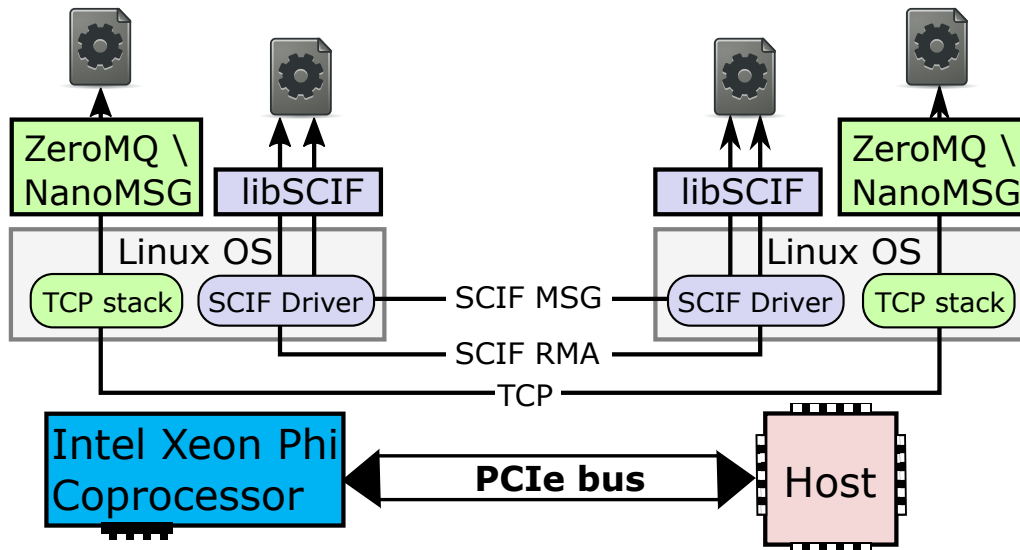 ZeroMQ \
NanoMSG
libSCIF
libSCIF
ZeroMQ \
NanoMSG
Linux OS
Linux OS
TCP stack
SCIF Driver
SCIF MSG
SCIF Driver
TCP stack
SCIF RMA
TCP
Intel Xeon Phi
Coprocessor
PCIe bus
Host